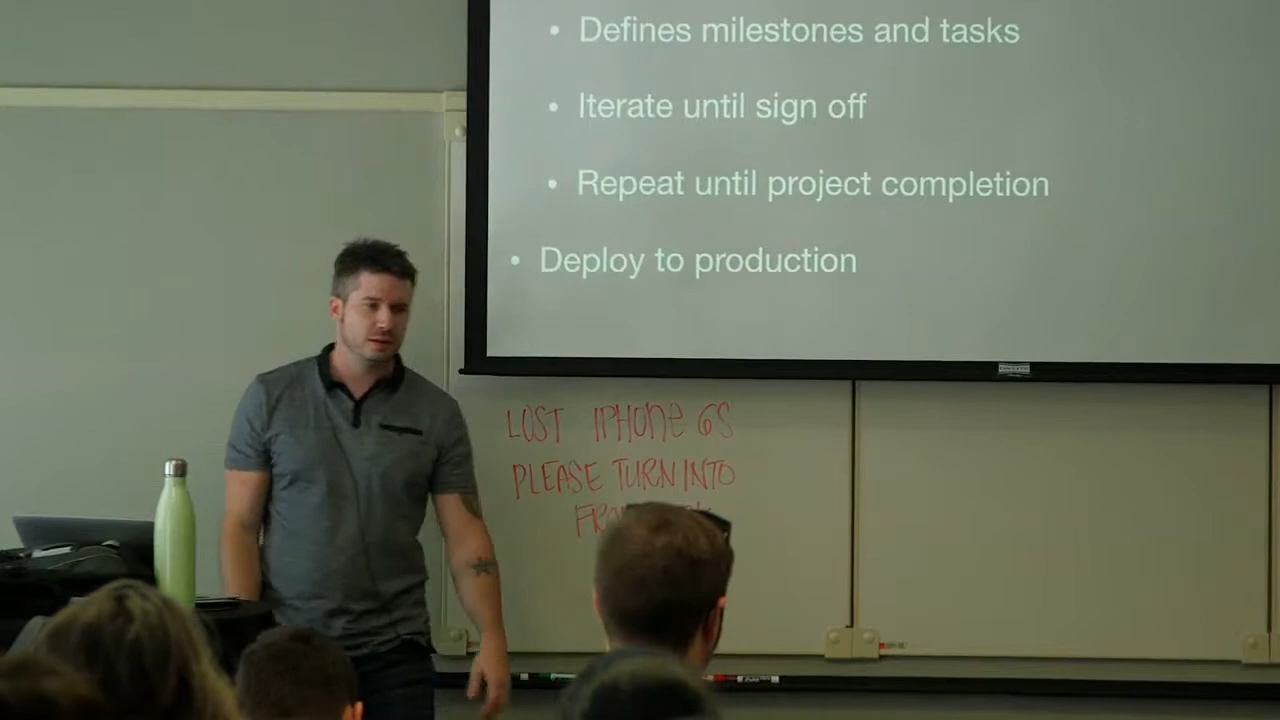 • Defines milestones and tasks
• Iterate until sign off
• Repeat until project completion
• Deploy to production
LOST IPHONE 6S
PLEASE TURN INTO